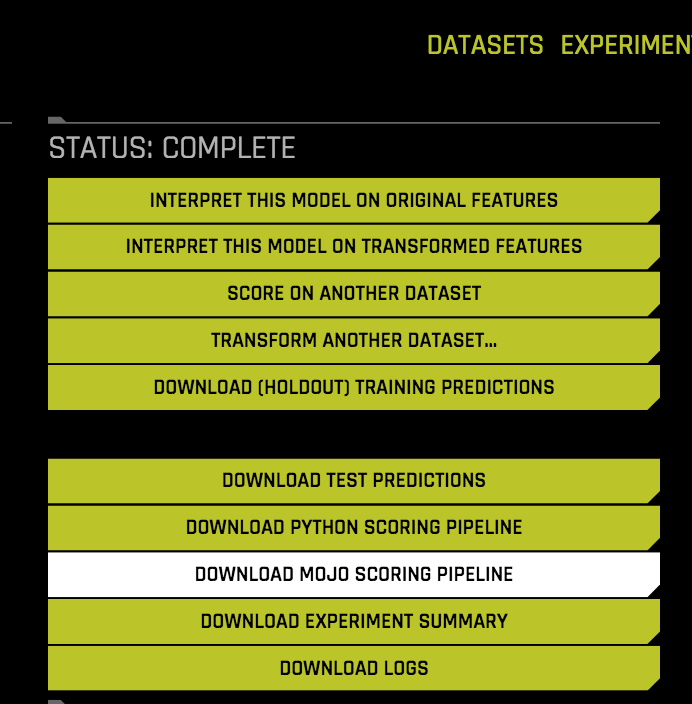 DATASETS EXPERIMEN
STATUS: COMPLETE
INTERPRET THIS MODEL ON ORIGINAL FEATURES
INTERPRET THIS MODEL ON TRANSFORMED FEATURES
SCORE ON ANOTHER DATASET
TRANSFORM ANOTHER DATASET...
DOWNLOAD (HOLDOUT) TRAINING PREDICTIONS
DOWNLOAD TEST PREDICTIONS
DOWNLOAD PYTHON SCORING PIPELINE
DOWNLOAD MOJO SCORING PIPELINE
DOWNLOAD EXPERIMENT SUMMARY
DOWNLOAD LOGS